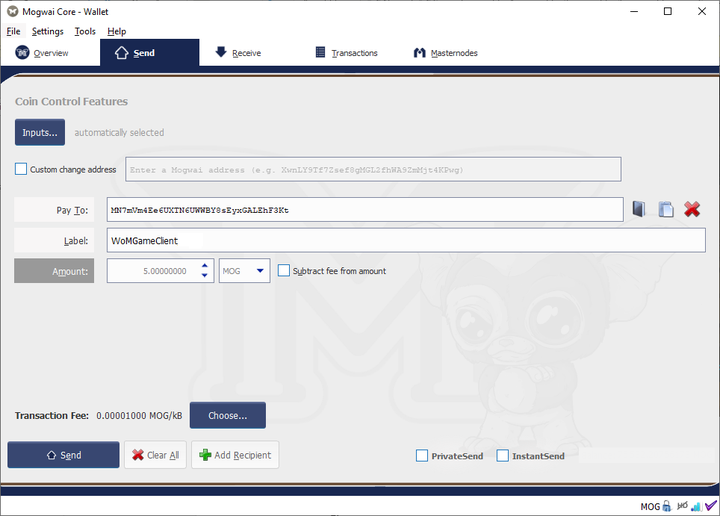 Mogwai Core - Wallet
File Settings Tools Help
Overview Send Receive Transactions Masternodes
Coin Control Features
Inputs... automatically selected
Custom change address Enter a Mogwai address (e.g. XwnLY9Tf7Zsef8gMGL2fhWA9ZmMjt4KPwg)
Pay To: MN7mVm4Ee6UXTN6UWWBY8sEyxGALEhF3Kt
Label: WoMGameClient
Amount: 5.00000000 MOG Subtract fee from amount
Transaction Fee: 0.00001000 MOG/kB Choose...
Send Clear All Add Recipient PrivateSend InstantSend
MOG HD